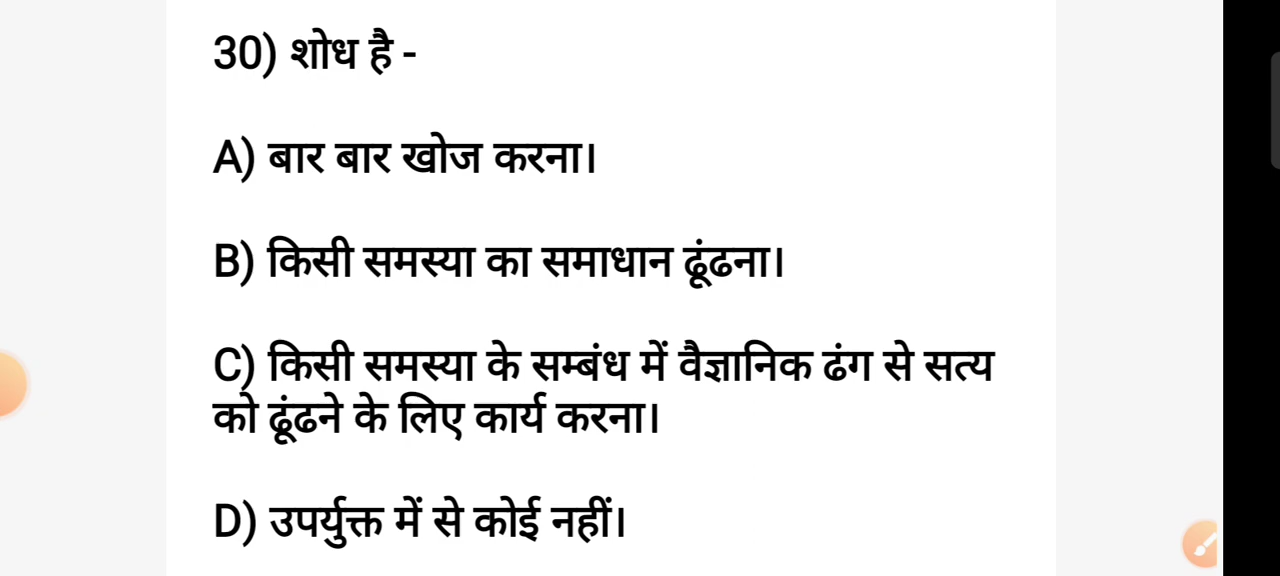 30) शोध है -
A) बार बार खोज करना।
B) किसी समस्या का समाधान ढूंढना।
C) किसी समस्या के सम्बंध में वैज्ञानिक ढंग से सत्य
को ढूंढने के लिए कार्य करना।
D) उपर्युक्त में से कोई नहीं।